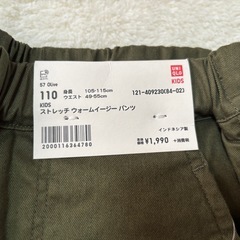 57 Olive
UNI
QLO
KIDS
110
身長 105-115cm
ウエスト 49-55cm
121-409230(84-02)
KIDS
ストレッチ ウォームイージー パンツ
インドネシア製
¥1,990
+消費税
2000116364780